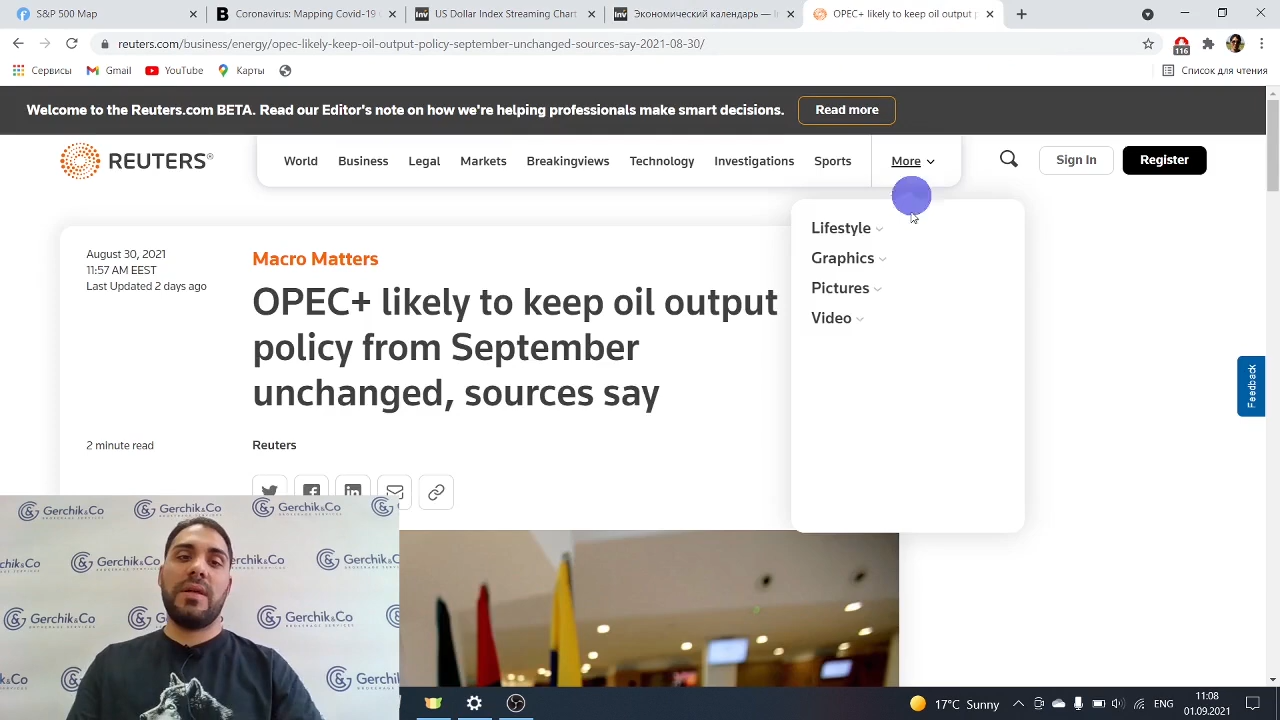 S&P 500 Map
Coronavirus: Mapping Covid-19
US Dollar Index Streaming Chart
Экономический календарь — I
OPEC+ likely to keep oil output p
reuters.com/business/energy/opec-likely-keep-oil-output-policy-september-unchanged-sources-say-2021-08-30/
116
Сервисы
Gmail
YouTube
Карты
Список для чтения
Welcome to the Reuters.com BETA. Read our Editor's note on how we're helping professionals make smart decisions.
Read more
REUTERS®
World Business Legal Markets Breakingviews Technology Investigations Sports More
Sign In
Register
Lifestyle
Graphics
Pictures
Video
August 30, 2021
11:57 AM EEST
Last Updated 2 days ago
Macro Matters
OPEC+ likely to keep oil output
policy from September
unchanged, sources say
2 minute read
Reuters
Feedback
Gerchik&Co
BROKERAGE SERVICES
17°C Sunny
ENG
11:08
01.09.2021